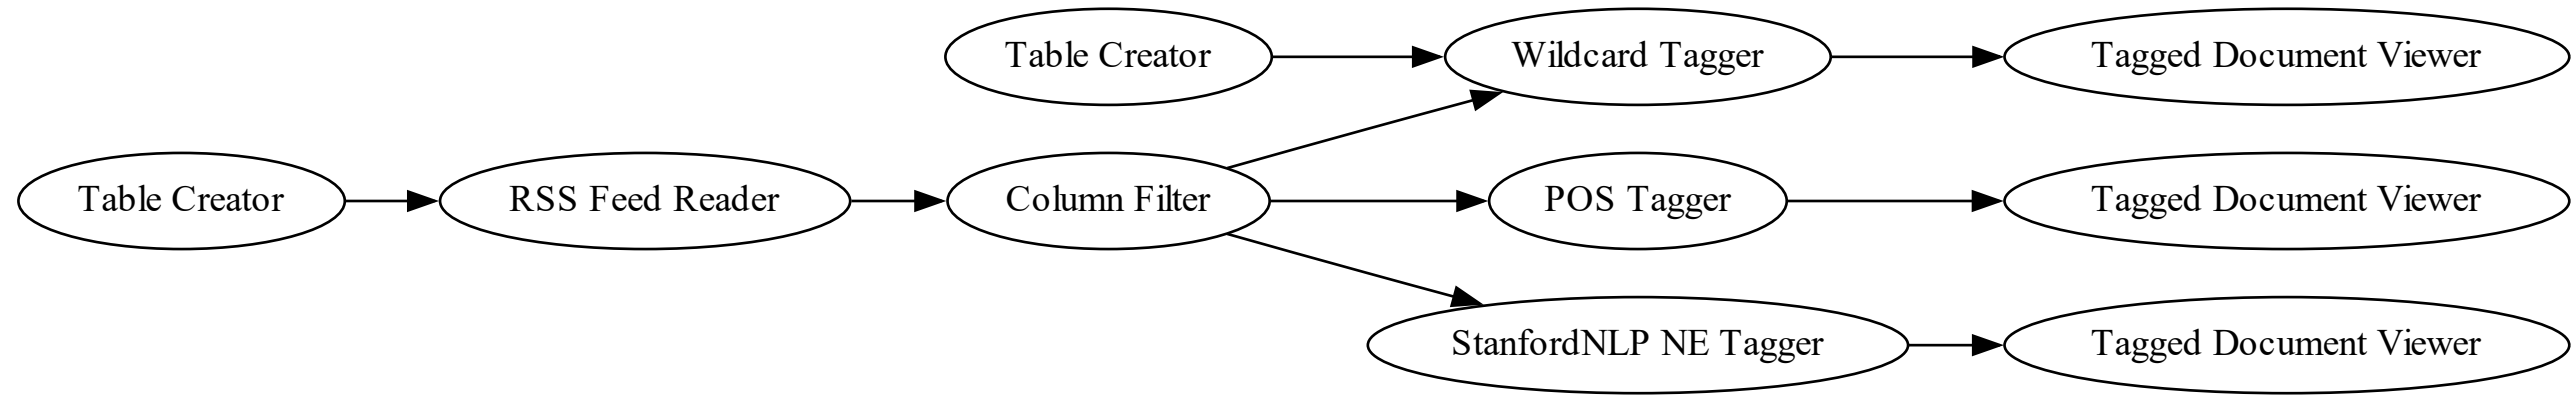 Table Creator
Wildcard Tagger
Tagged Document Viewer
Table Creator
RSS Feed Reader
Column Filter
POS Tagger
Tagged Document Viewer
StanfordNLP NE Tagger
Tagged Document Viewer